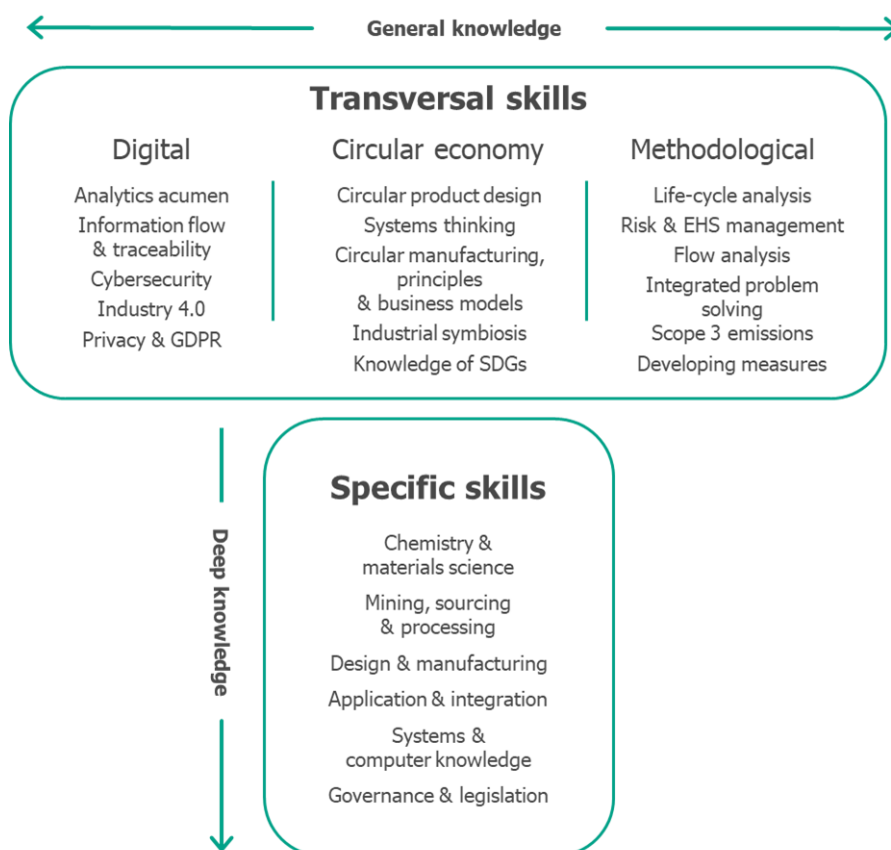 General knowledge
Transversal skills
Digital
Analytics acumen
Information flow
& traceability
Cybersecurity
Industry 4.0
Privacy & GDPR
Circular economy
Circular product design
Systems thinking
Circular manufacturing,
principles
& business models
Industrial symbiosis
Knowledge of SDGs
Methodological
Life-cycle analysis
Risk & EHS management
Flow analysis
Integrated problem
solving
Scope 3 emissions
Developing measures
Deep knowledge
Specific skills
Chemistry &
materials science
Mining, sourcing
& processing
Design & manufacturing
Application & integration
Systems &
computer knowledge
Governance & legislation